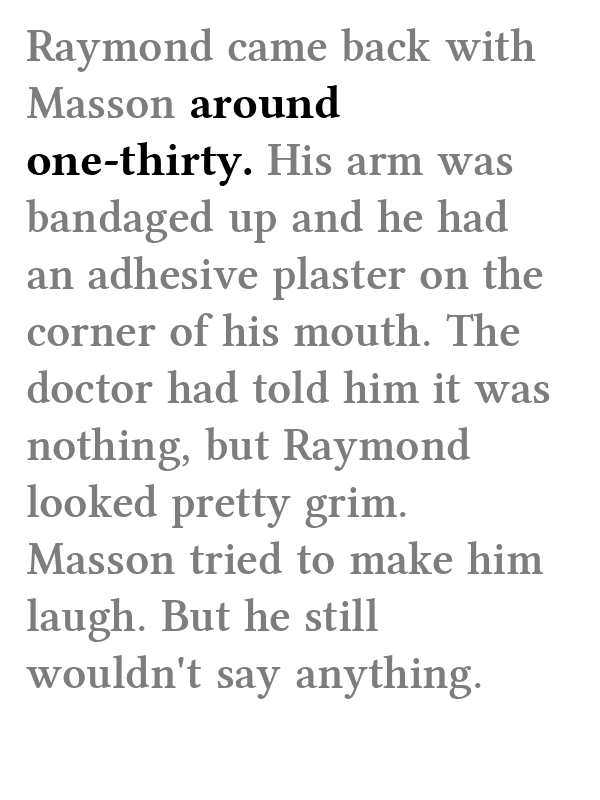 Raymond came back with
Masson around
one-thirty. His arm was
bandaged up and he had
an adhesive plaster on the
corner of his mouth. The
doctor had told him it was
nothing, but Raymond
looked pretty grim.
Masson tried to make him
laugh. But he still
wouldn't say anything.